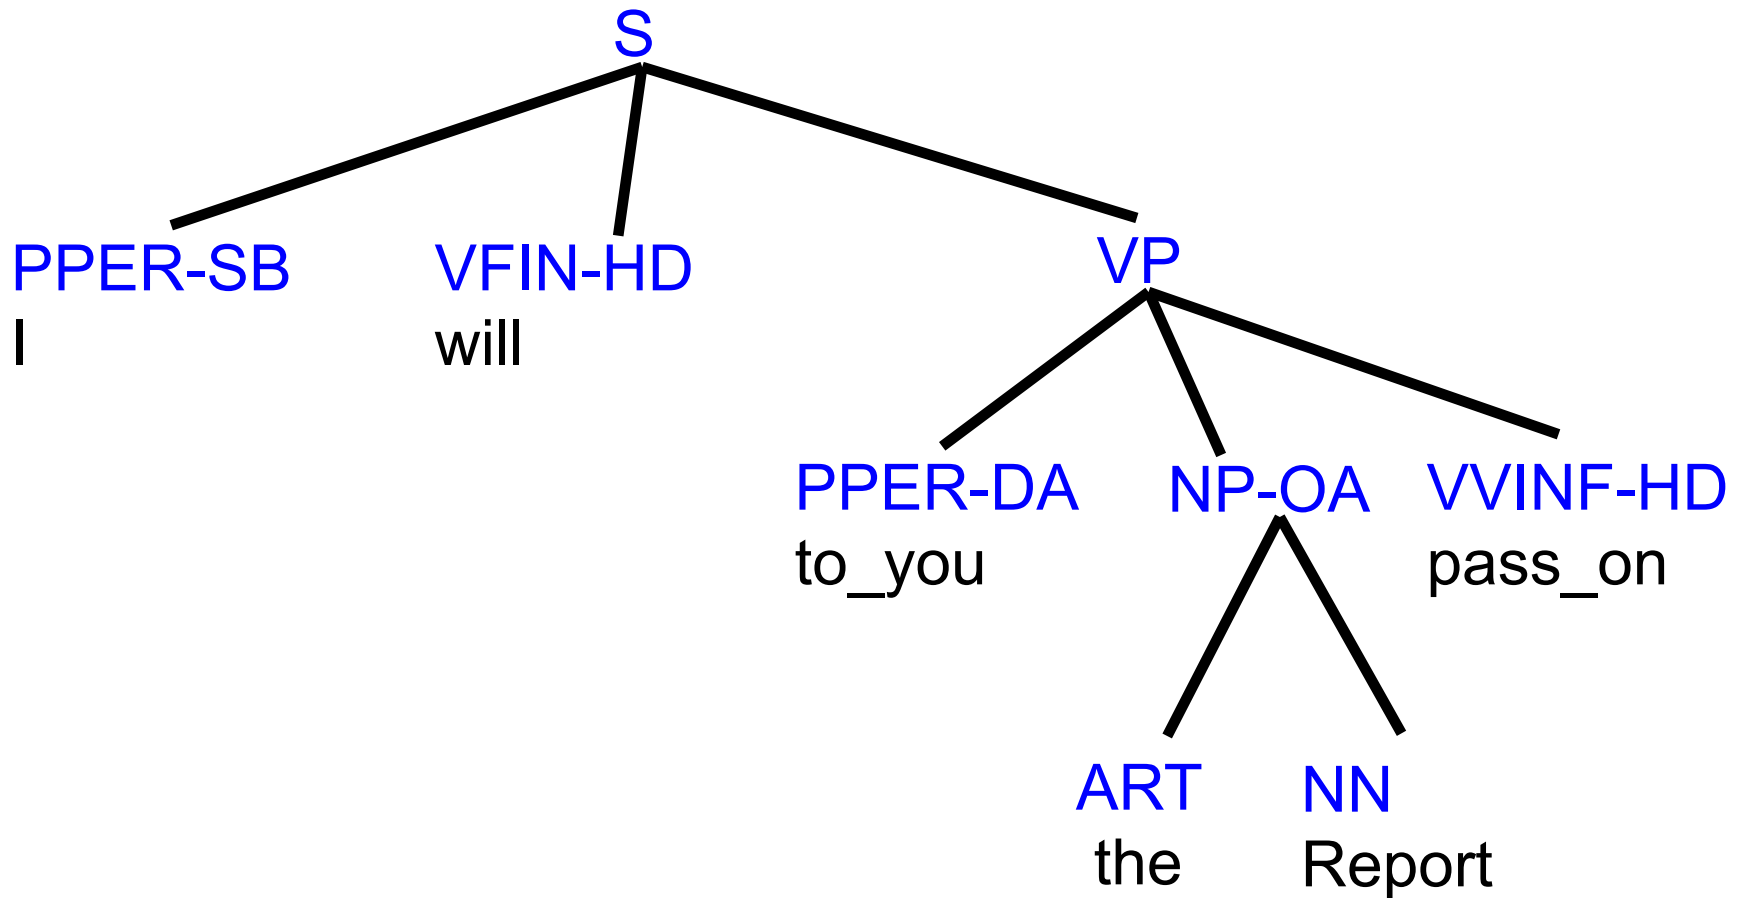 S
PPER-SB VFIN-HD VP
I will
PPER-DA NP-OA VVINF-HD
to_you pass_on
ART NN
the Report